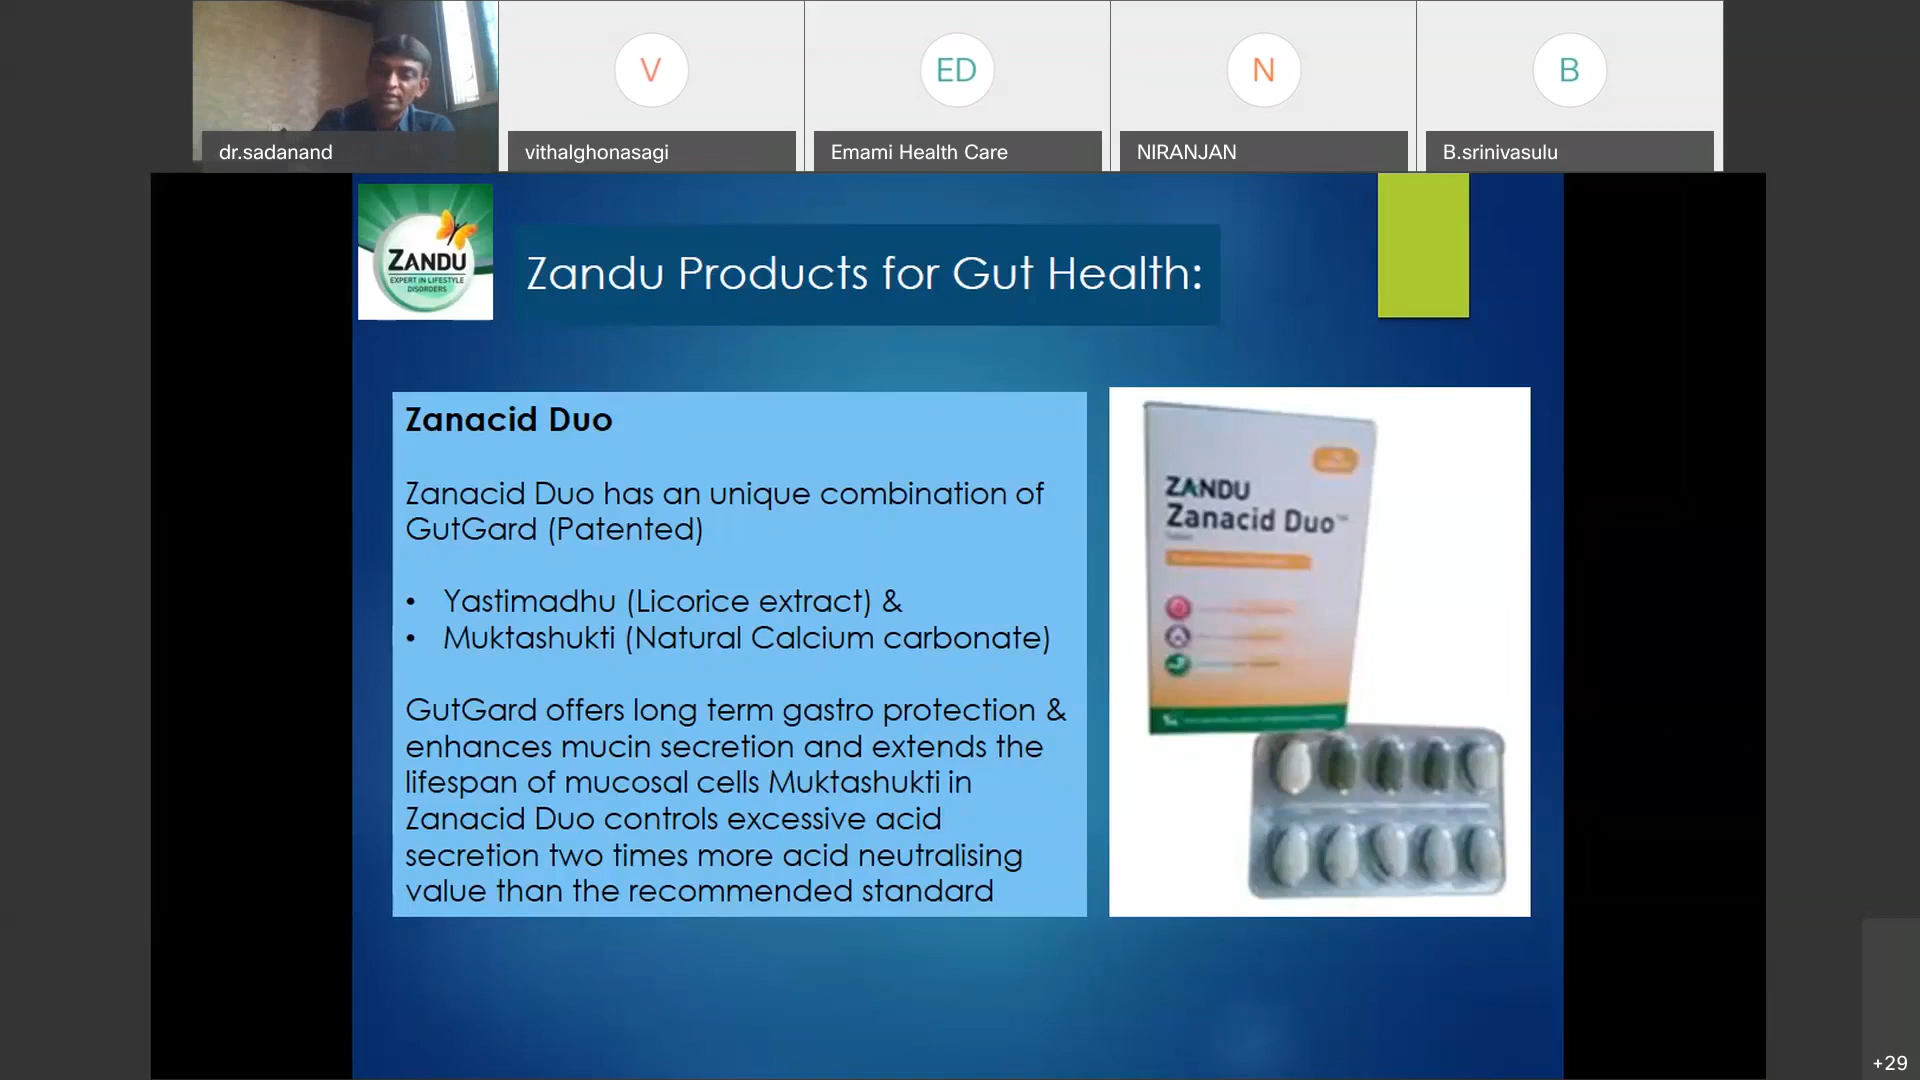 V
ED
N
B
dr.sadanand
vithalghonasagi
Emami Health Care
NIRANJAN
B.srinivasulu
ZANDU
EXPERT IN LIFESTYLE
DISORDERS
Zandu Products for Gut Health:
Zanacid Duo
Zanacid Duo has an unique combination of
GutGard (Patented)
• Yastimadhu (Licorice extract) &
• Muktashukti (Natural Calcium carbonate)
GutGard offers long term gastro protection &
enhances mucin secretion and extends the
lifespan of mucosal cells Muktashukti in
Zanacid Duo controls excessive acid
secretion two times more acid neutralising
value than the recommended standard
ZANDU
Zanacid Duo™
+29